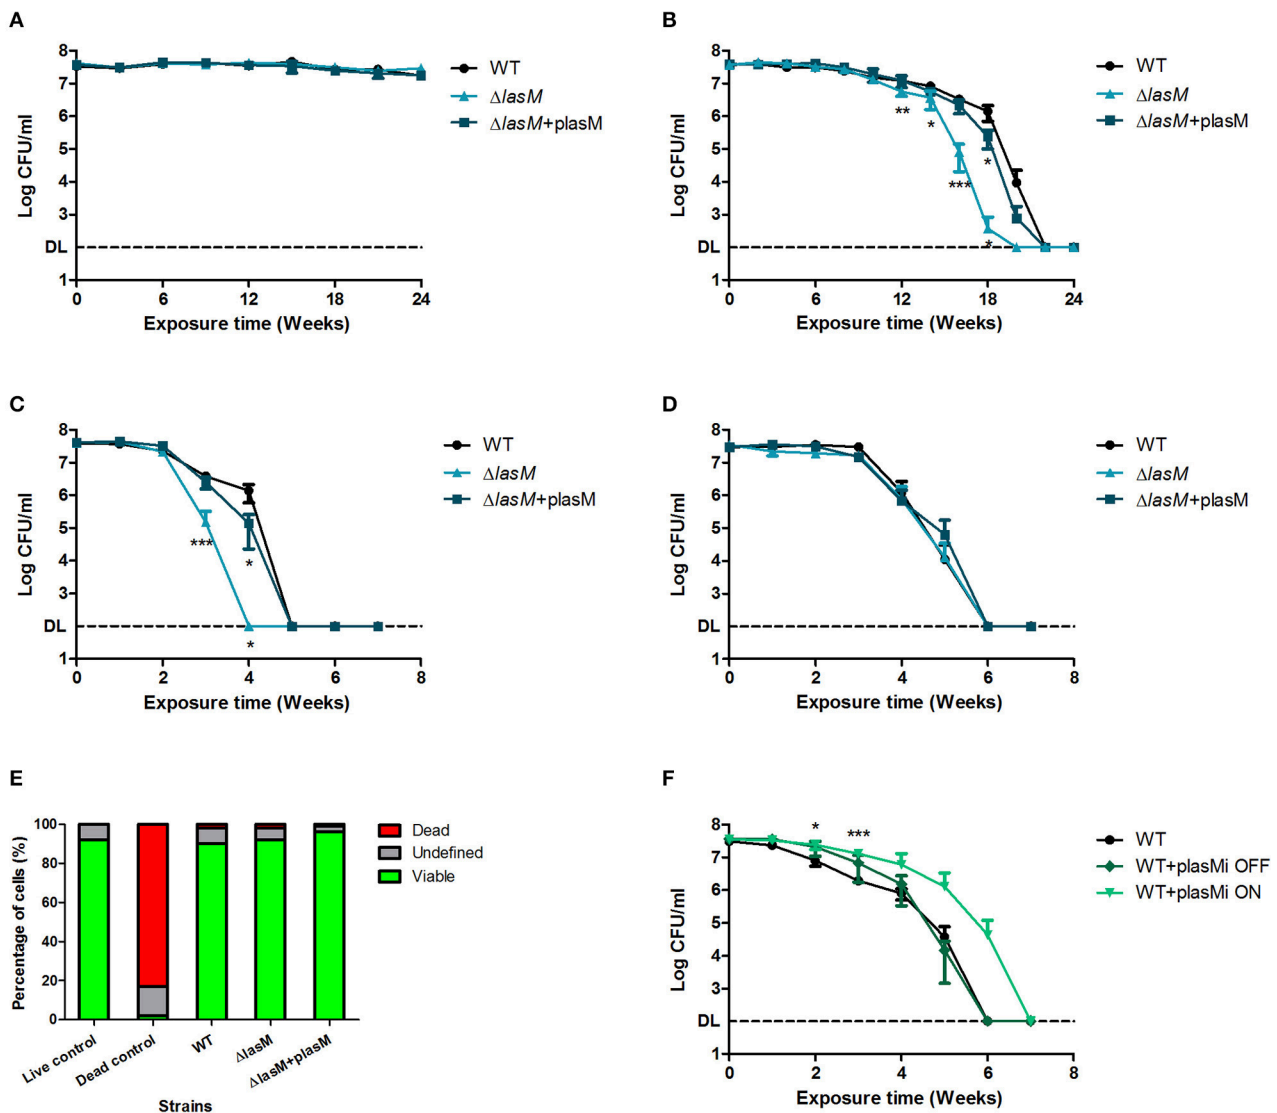 A
Log CFU/ml
8
7
6
5
4
3
DL
1
0 6 12 18 24
Exposure time (Weeks)
WT
ΔlasM
ΔlasM+plasM
B
Log CFU/ml
8
7
6
5
4
3
DL
1
** * *** * *
0 6 12 18 24
Exposure time (Weeks)
WT
ΔlasM
ΔlasM+plasM
C
Log CFU/ml
8
7
6
5
4
3
DL
1
*** * *
0 2 4 6 8
Exposure time (Weeks)
WT
ΔlasM
ΔlasM+plasM
D
Log CFU/ml
8
7
6
5
4
3
DL
1
0 2 4 6 8
Exposure time (Weeks)
WT
ΔlasM
ΔlasM+plasM
E
Percentage of cells (%)
100
80
60
40
20
0
Live control
Dead control
WT
ΔlasM
ΔlasM+plasM
Strains
Dead
Undefined
Viable
F
Log CFU/ml
8
7
6
5
4
3
DL
1
* ***
0 2 4 6 8
Exposure time (Weeks)
WT
WT+plasMi OFF
WT+plasMi ON